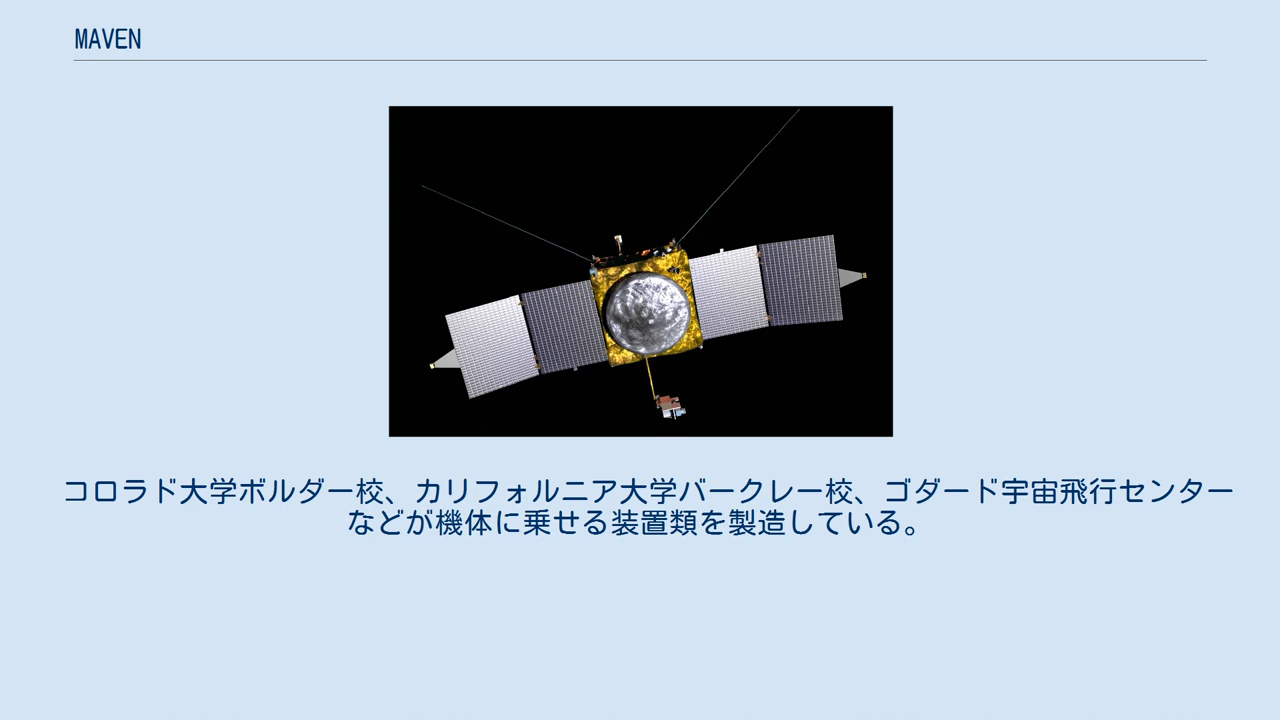 MAVEN
コロラド大学ボルダー校、カリフォルニア大学バークレー校、ゴダード宇宙飛行センター
などが機体に乗せる装置類を製造している。